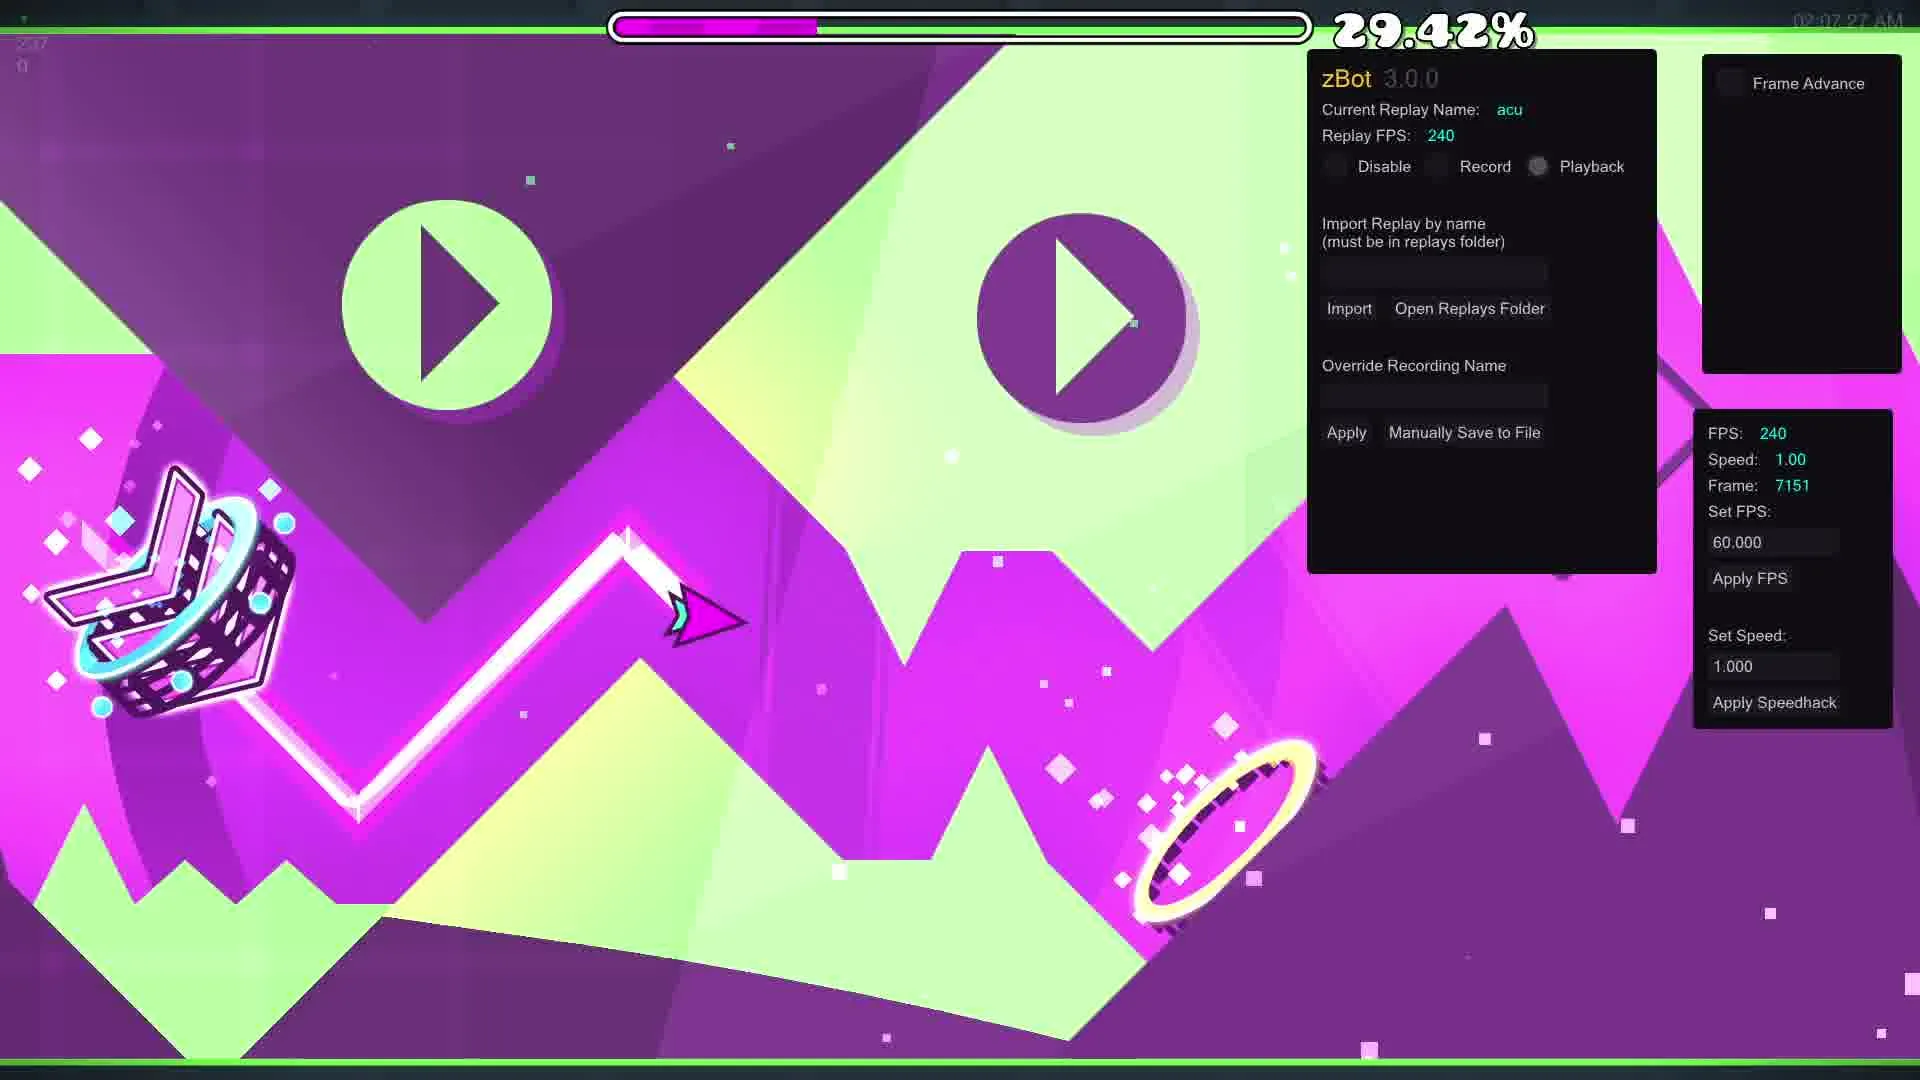 29.42%
02:07.27 AM
0
zBot 3.0.0
Current Replay Name: acu
Replay FPS: 240
Disable Record Playback
Import Replay by name
(must be in replays folder)
Import Open Replays Folder
Override Recording Name
Apply Manually Save to File
Frame Advance
FPS: 240
Speed: 1.00
Frame: 7151
Set FPS:
60.000
Apply FPS
Set Speed:
1.000
Apply Speedhack